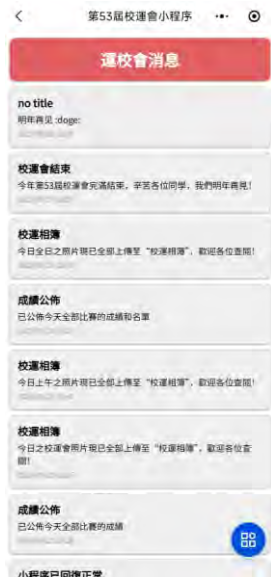 第53屆校運會小程序
運校會消息
no title
明年再见 :doge:
校運會結束
今年第53屆校運會完滿結束，辛苦各位同學，我們明年再見！
校運相簿
今日全日之照片現已全部上傳至“校運相簿”，歡迎各位查閱！
成績公佈
已公佈今天全部比賽的成績和名單
校運相簿
今日上午之照片現已全部上傳至“校運相簿”，歡迎各位查閱！
校運相簿
今日之校運會照片現已全部上傳至“校運相簿”，歡迎各位查
閱！
成績公佈
已公佈今天全部比賽的成績
小程序已回復正常